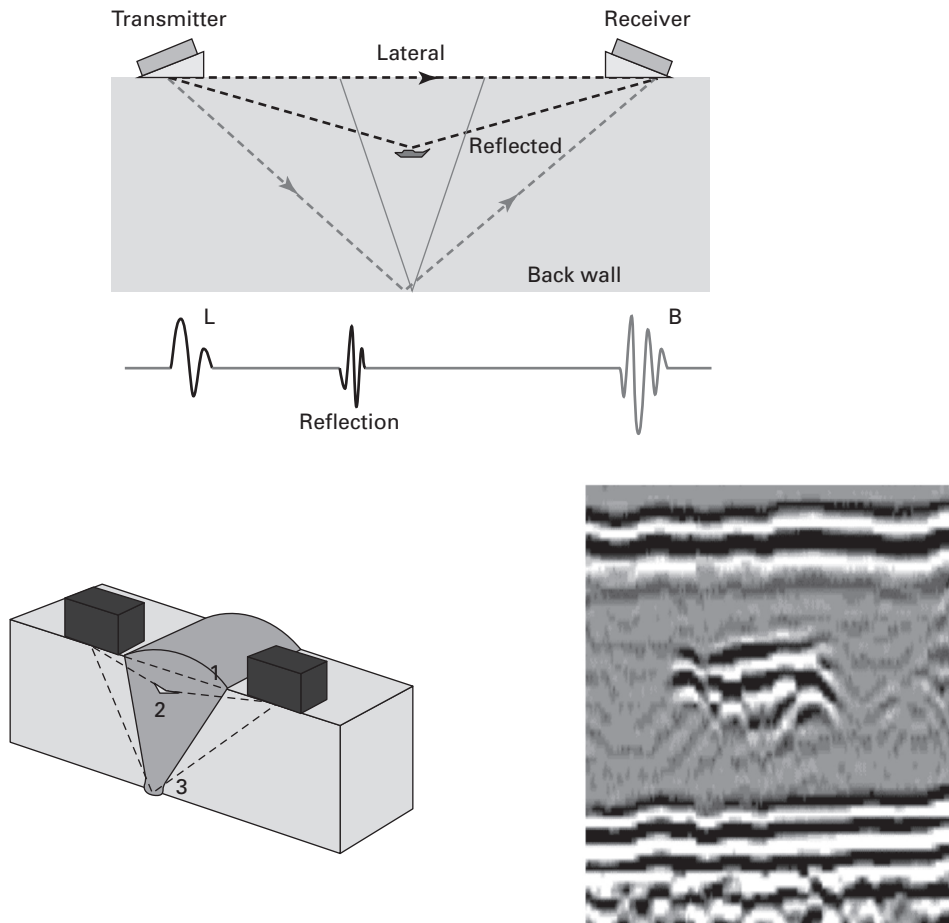 Transmitter
Receiver
Lateral
Reflected
Back wall
L
B
Reflection
1
2
3